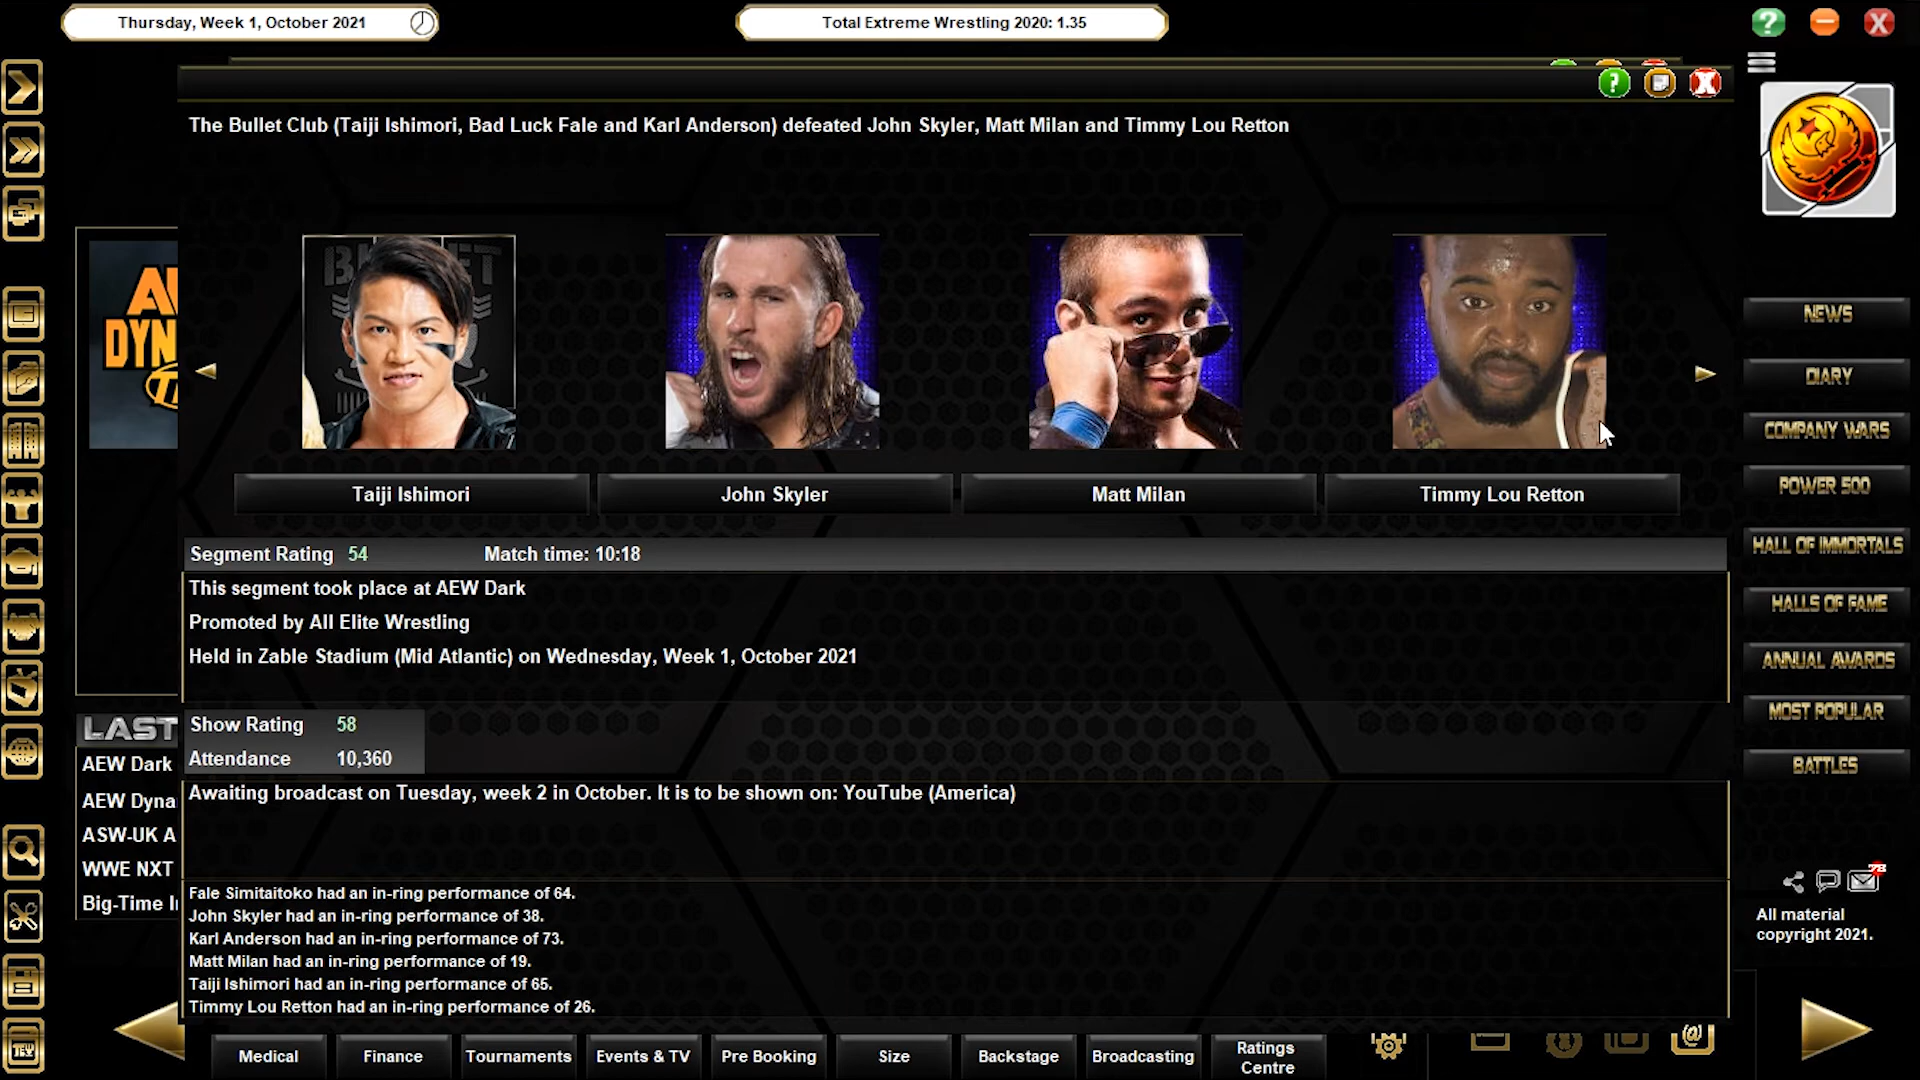 Thursday, Week 1, October 2021
Total Extreme Wrestling 2020: 1.35
The Bullet Club (Taiji Ishimori, Bad Luck Fale and Karl Anderson) defeated John Skyler, Matt Milan and Timmy Lou Retton
Taiji Ishimori
John Skyler
Matt Milan
Timmy Lou Retton
Segment Rating 54
Match time: 10:18
This segment took place at AEW Dark
Promoted by All Elite Wrestling
Held in Zable Stadium (Mid Atlantic) on Wednesday, Week 1, October 2021
Show Rating 58
Attendance 10,360
Awaiting broadcast on Tuesday, week 2 in October. It is to be shown on: YouTube (America)
Fale Simitaitoko had an in-ring performance of 64.
John Skyler had an in-ring performance of 38.
Karl Anderson had an in-ring performance of 73.
Matt Milan had an in-ring performance of 19.
Taiji Ishimori had an in-ring performance of 65.
Timmy Lou Retton had an in-ring performance of 26.
LAST
AEW Dark
AEW Dyna
ASW-UK A
WWE NXT
Big-Time
NEWS
DIARY
COMPANY WARS
POWER 500
HALL OF IMMORTALS
HALLS OF FAME
ANNUAL AWARDS
MOST POPULAR
BATTLES
All material
copyright 2021.
Medical
Finance
Tournaments
Events & TV
Pre Booking
Size
Backstage
Broadcasting
Ratings
Centre